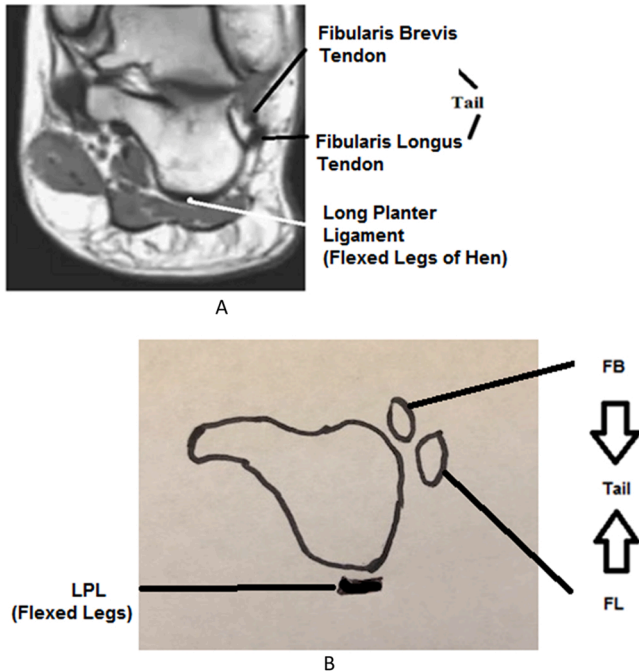 Fibularis Brevis
Tendon
Tail
Fibularis Longus
Tendon
Long Planter
Ligament
(Flexed Legs of Hen)
A
FB
Tail
LPL
(Flexed Legs)
FL
B